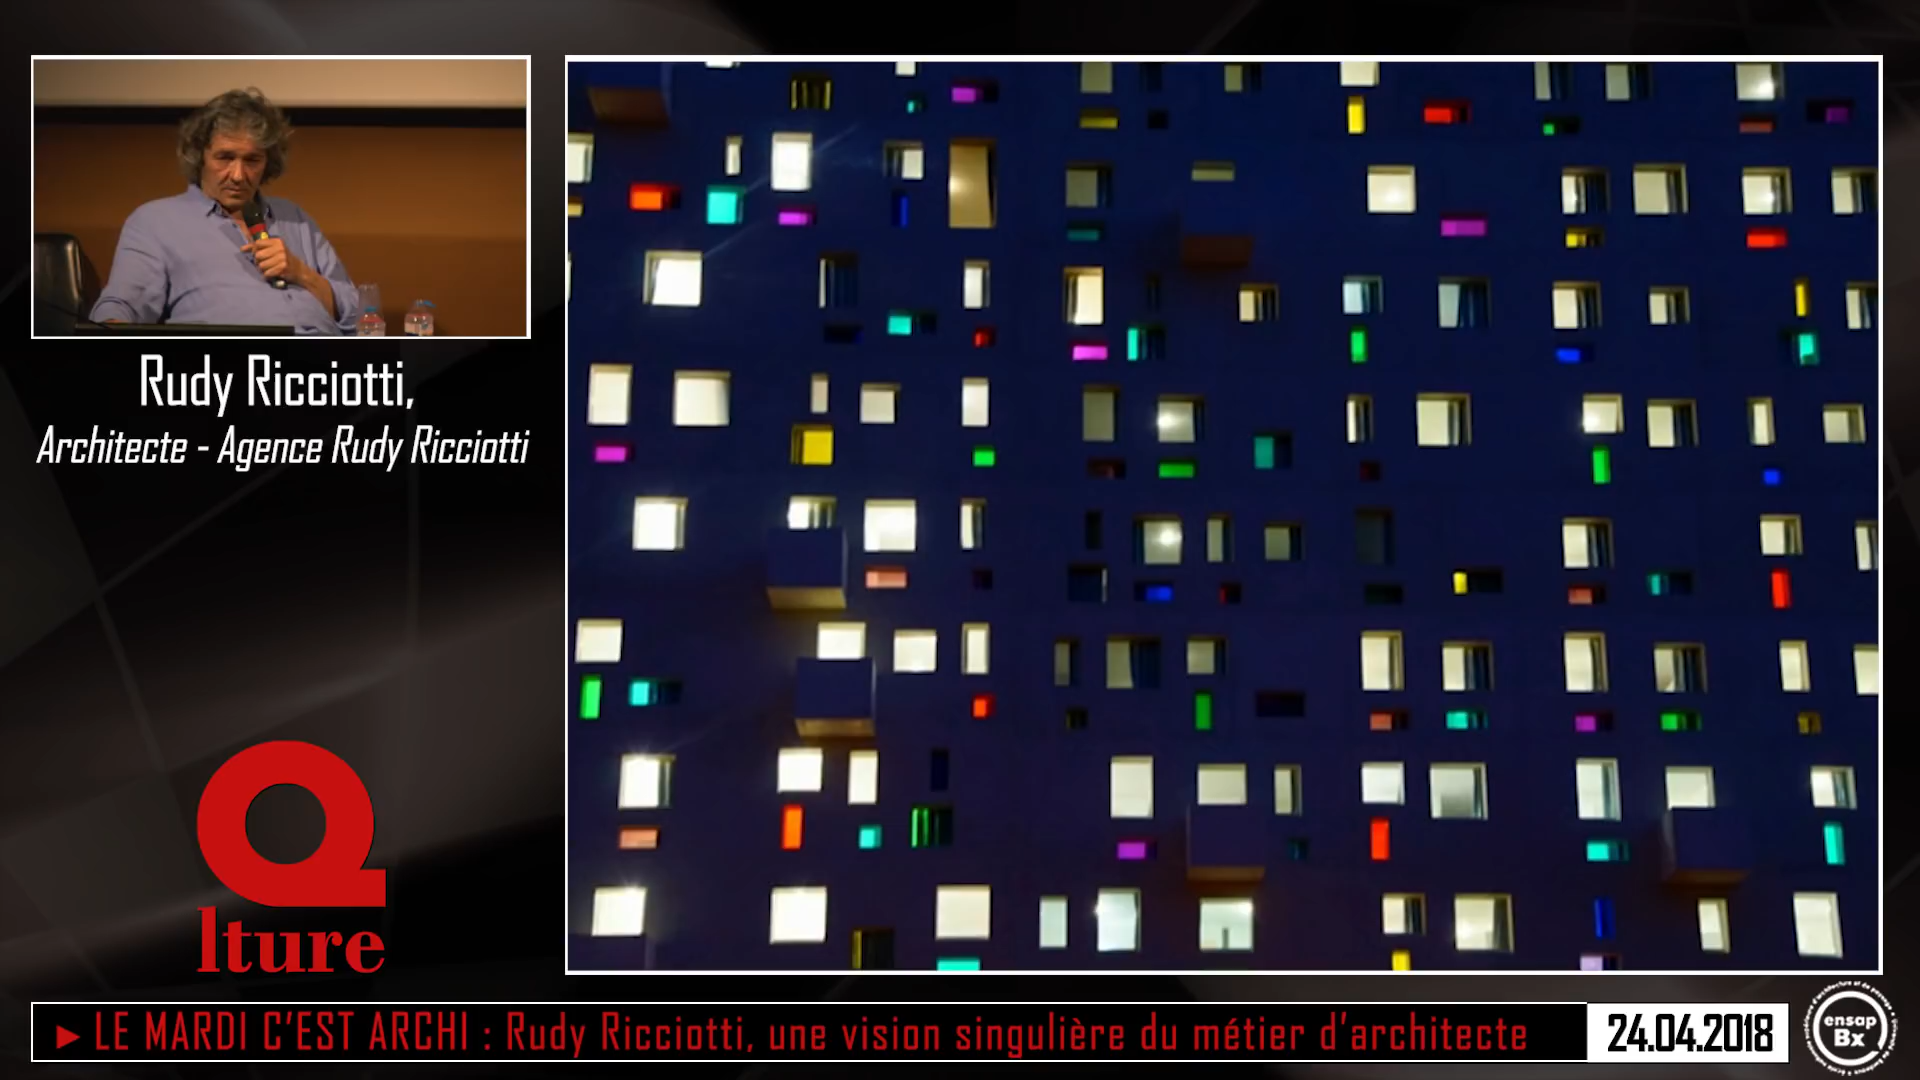 Rudy Ricciotti,
Architecte - Agence Rudy Ricciotti
Qlture
► LE MARDI C'EST ARCHI : Rudy Ricciotti, une vision singulière du métier d'architecte
24.04.2018
ensap
Bx